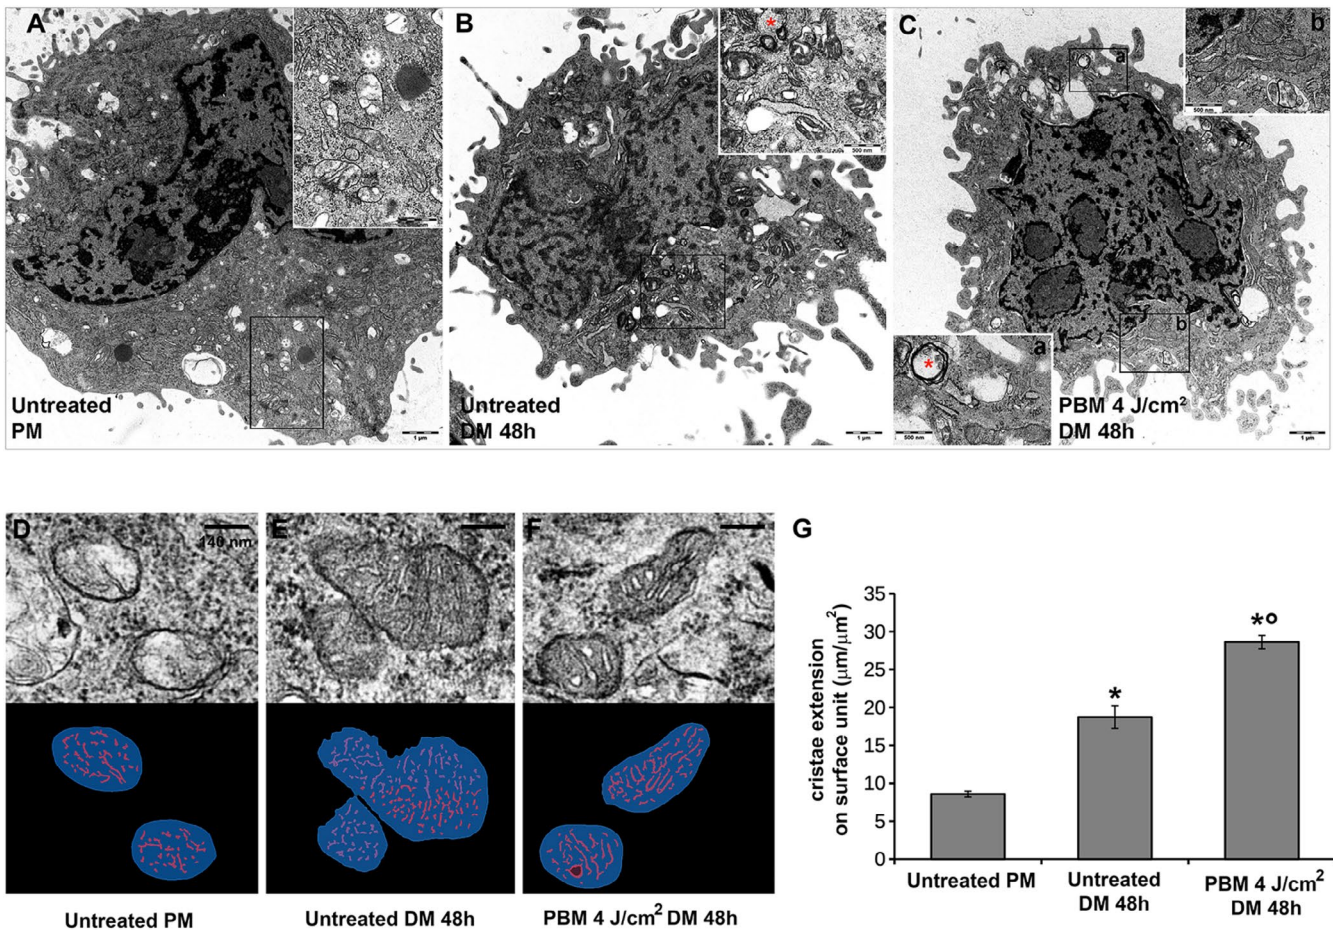 A
Untreated
PM
1 µm
B
*
300 nm
Untreated
DM 48h
1 µm
C
a
b
500 nm
b
a
*
500 nm
PBM 4 J/cm²
DM 48h
1 µm
D
140 nm
E
F
Untreated PM
Untreated DM 48h
PBM 4 J/cm² DM 48h
G
cristae extension
on surface unit (µm/µm²)
35
30
25
20
15
10
5
0
*
*°
Untreated PM
Untreated
DM 48h
PBM 4 J/cm²
DM 48h